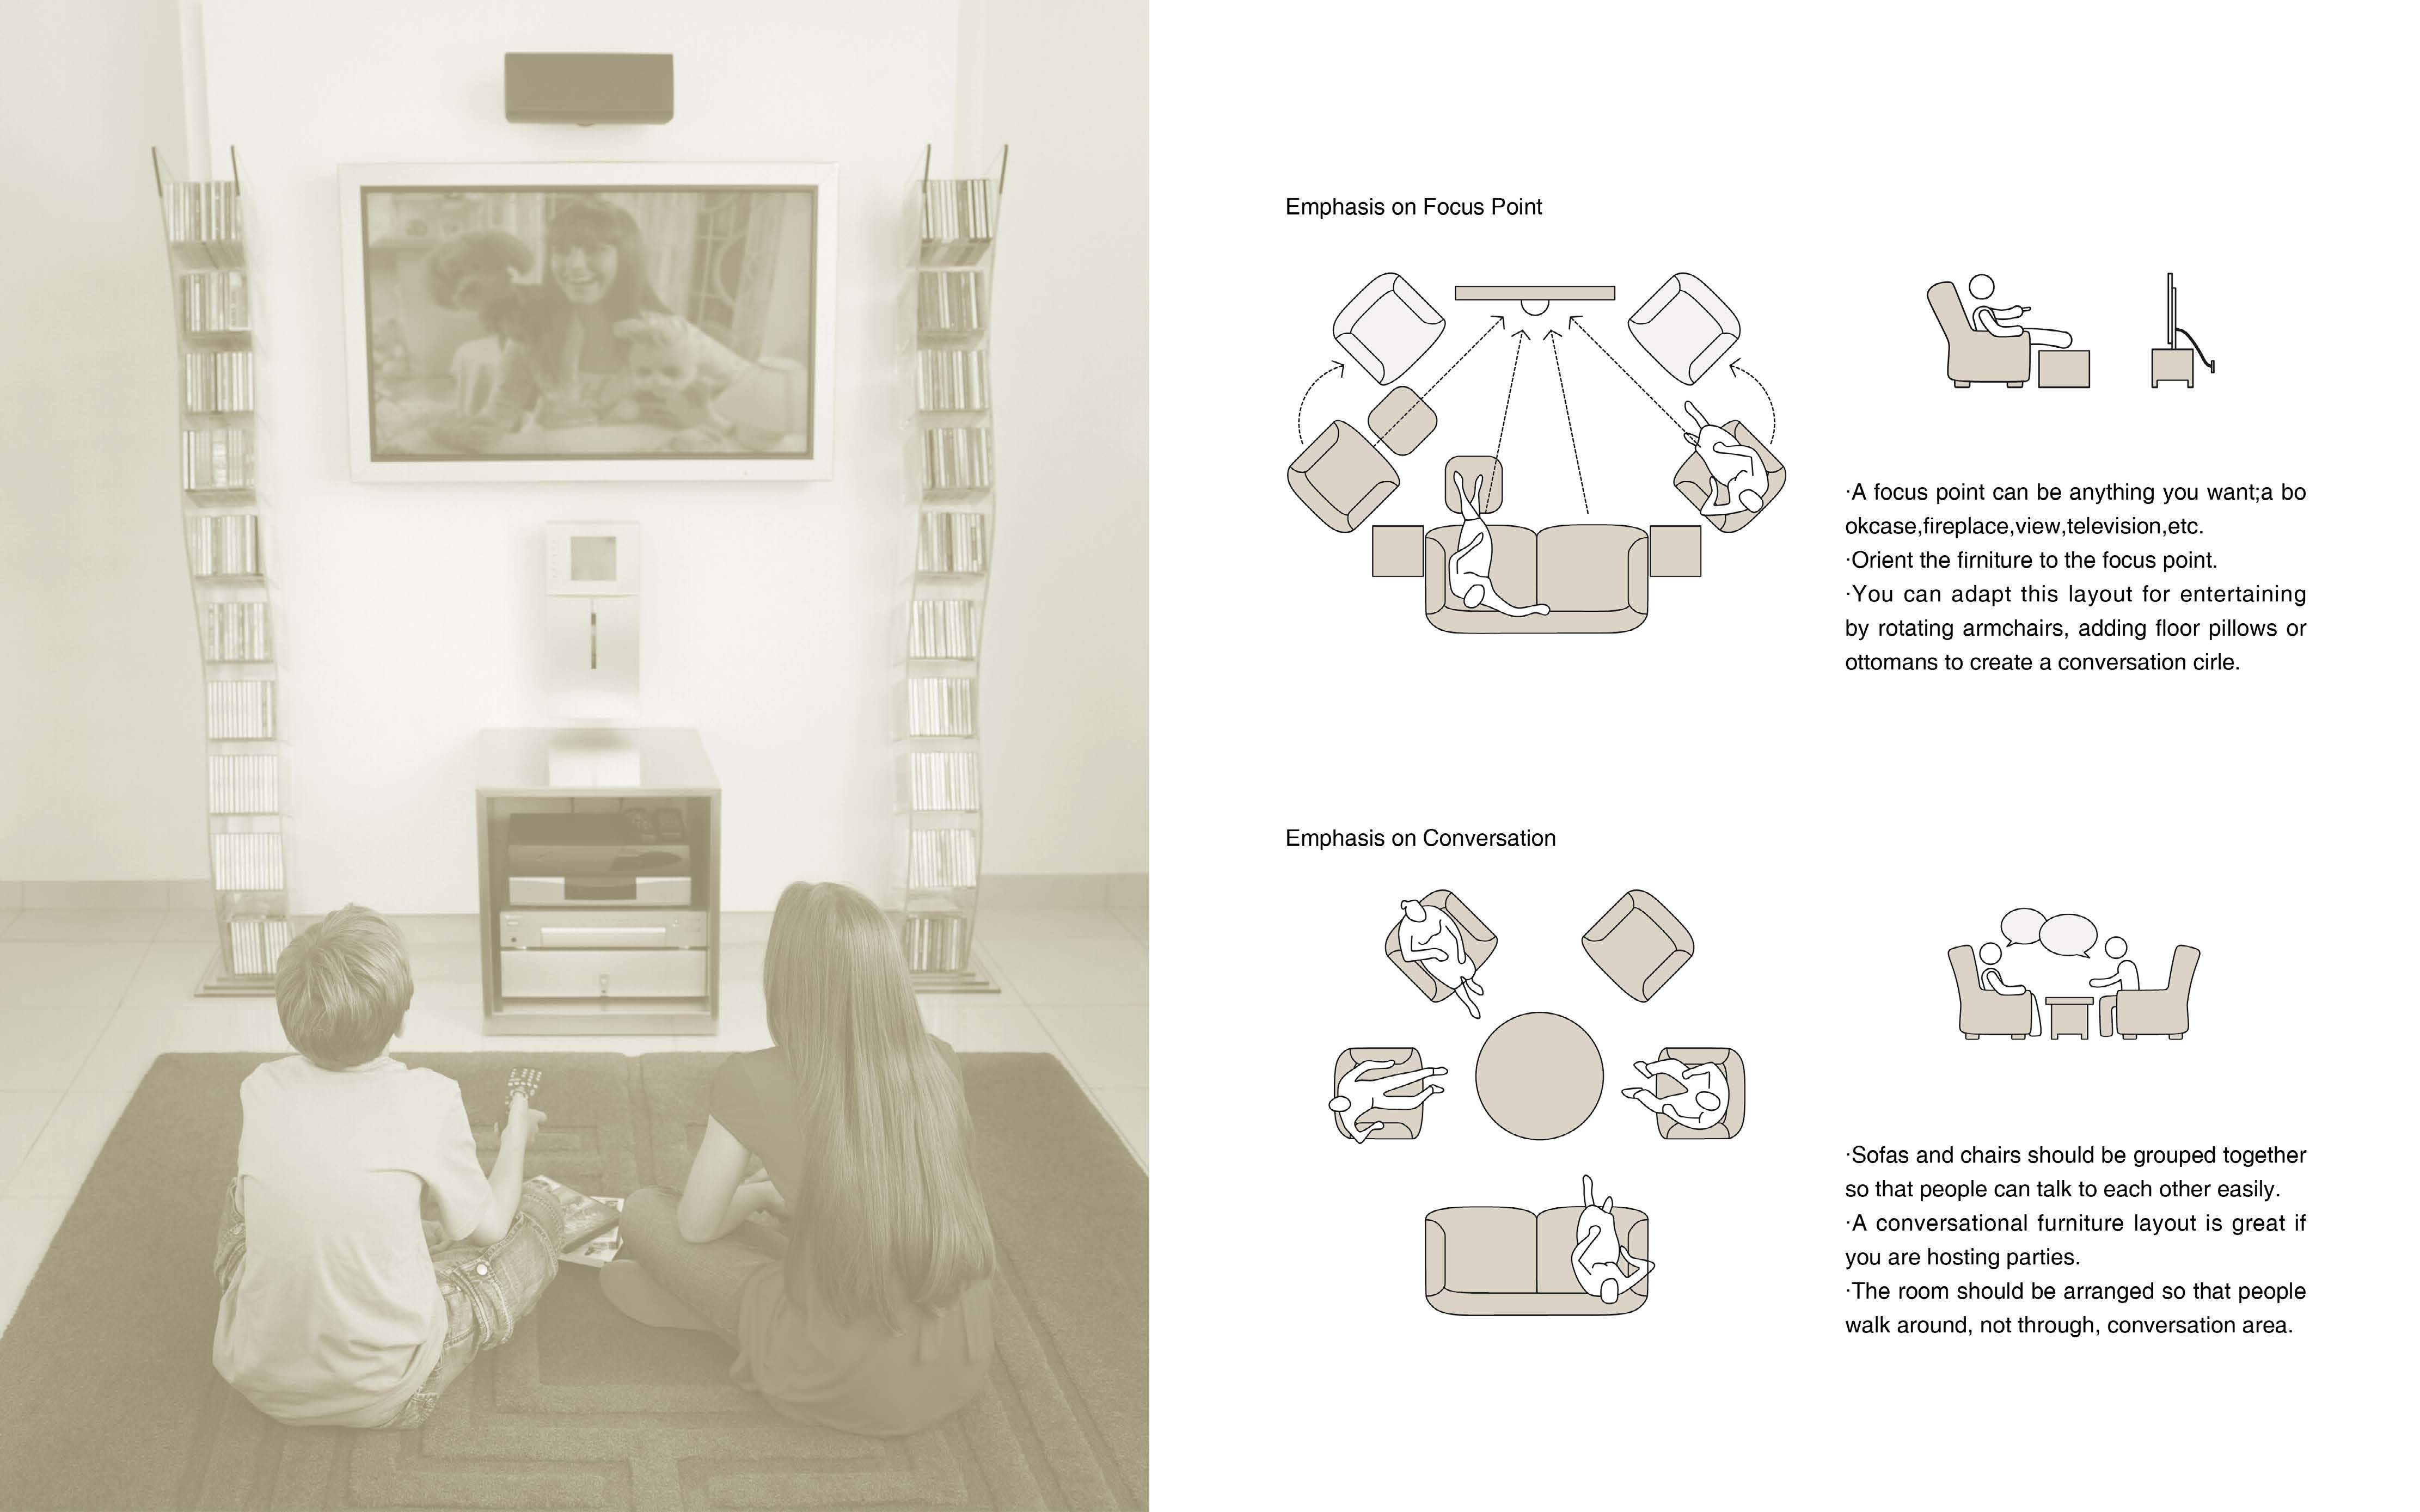 Emphasis on Focus Point
·A focus point can be anything you want;a bo
okcase,fireplace,view,television,etc.
·Orient the firniture to the focus point.
·You can adapt this layout for entertaining
by rotating armchairs, adding floor pillows or
ottomans to create a conversation cirle.
Emphasis on Conversation
·Sofas and chairs should be grouped together
so that people can talk to each other easily.
·A conversational furniture layout is great if
you are hosting parties.
·The room should be arranged so that people
walk around, not through, conversation area.